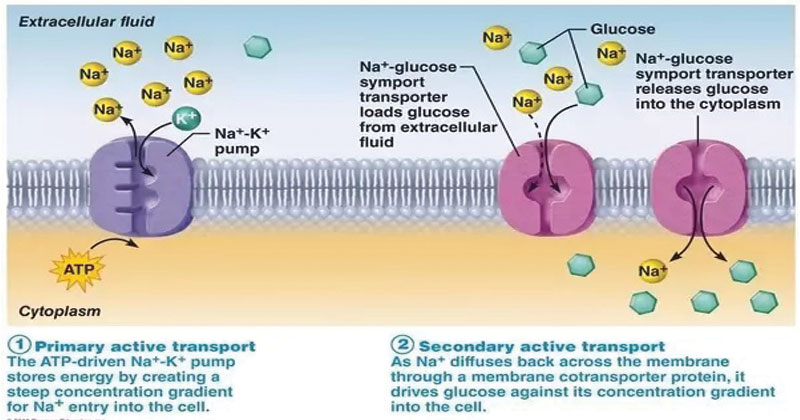 Extracellular fluid
Na+
Na+
Na+
Na+
Na+
Na+
Na+
K+
Na+-K+
pump
ATP
Cytoplasm
Na+-glucose
symport
transporter
loads glucose
from extracellular
fluid
Na+
Na+
Na+
Na+
Glucose
Na+-glucose
symport transporter
releases glucose
into the cytoplasm
Na+
1 Primary active transport
The ATP-driven Na+-K+ pump
stores energy by creating a
steep concentration gradient
for Na+ entry into the cell.
2 Secondary active transport
As Na+ diffuses back across the membrane
through a membrane cotransporter protein, it
drives glucose against its concentration gradient
into the cell.